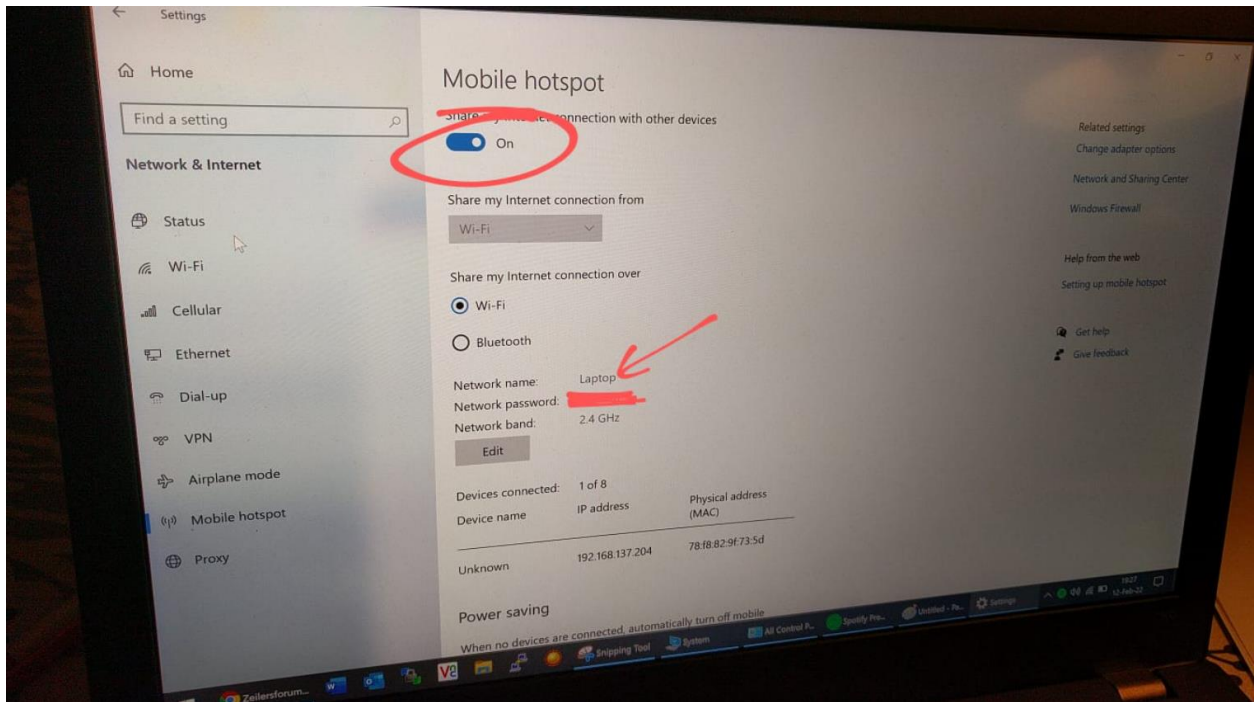 Settings
Home
Find a setting
Network & Internet
Status
Wi-Fi
Cellular
Ethernet
Dial-up
VPN
Airplane mode
Mobile hotspot
Proxy
Mobile hotspot
Share my Internet connection with other devices
On
Share my Internet connection from
Wi-Fi
Share my Internet connection over
Wi-Fi
Bluetooth
Network name: Laptop
Network password:
Network band: 2.4 GHz
Edit
Devices connected: 1 of 8
Device name IP address Physical address
(MAC)
Unknown 192.168.137.204 78:f8:82:9f:73:5d
Power saving
When no devices are connected, automatically turn off mobile
Related settings
Change adapter options
Network and Sharing Center
Windows Firewall
Help from the web
Setting up mobile hotspot
Get help
Give feedback
Zeilersforum...
Snipping Tool
System
All Control P...
Spotify Pre...
Untitled - Pa...
Settings
12-Feb-22